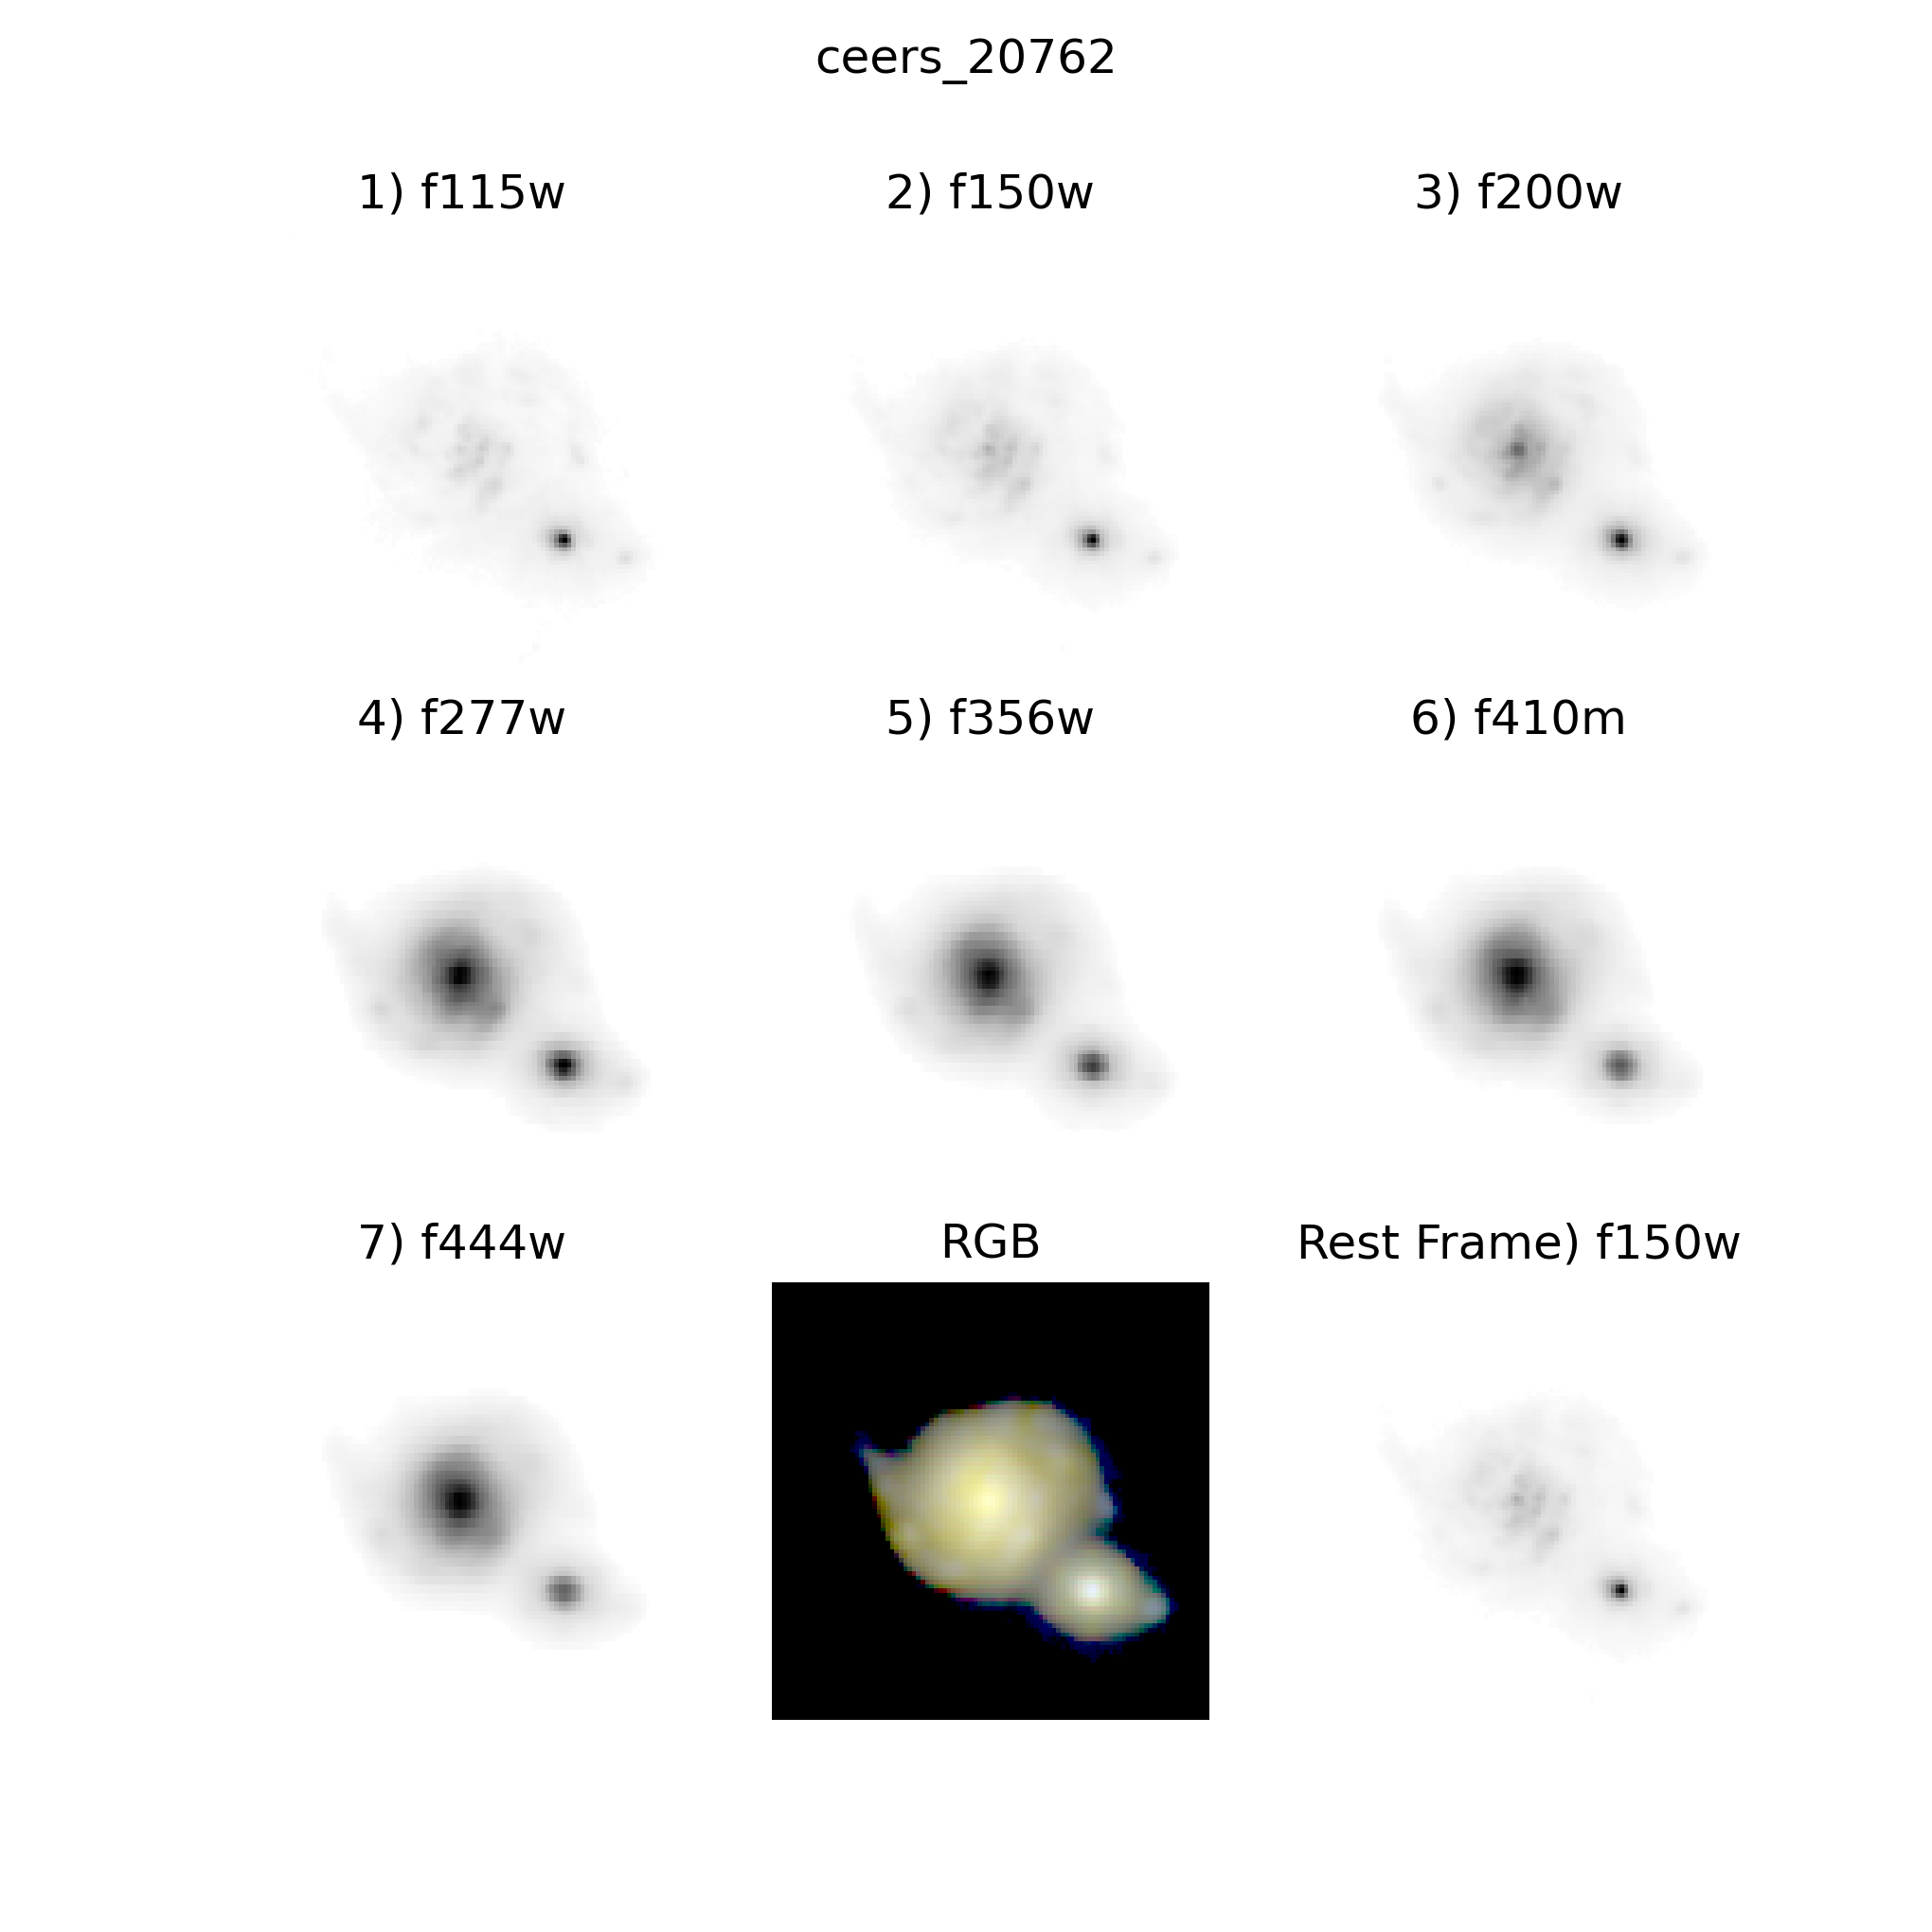 ceers_20762
1) f115w
2) f150w
3) f200w
4) f277w
5) f356w
6) f410m
7) f444w
RGB
Rest Frame) f150w